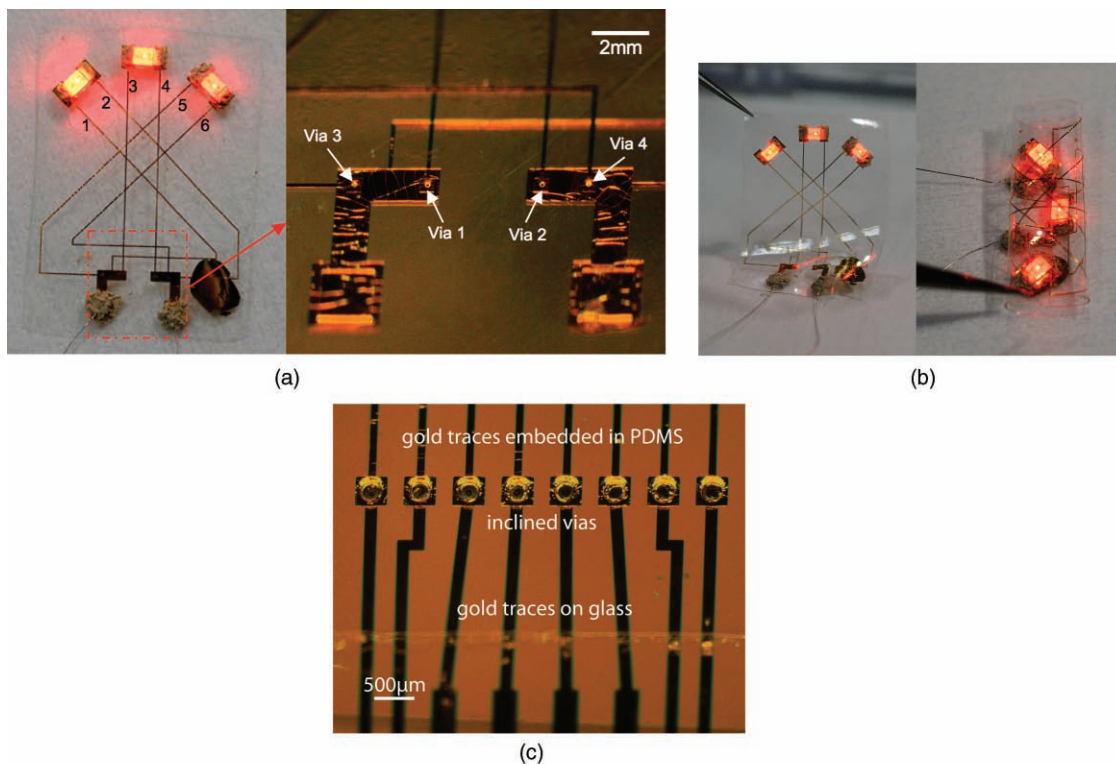 1
2
3
4
5
6
2mm
Via 3
Via 4
Via 1
Via 2
(a)
(b)
gold traces embedded in PDMS
inclined vias
gold traces on glass
500μm
(c)